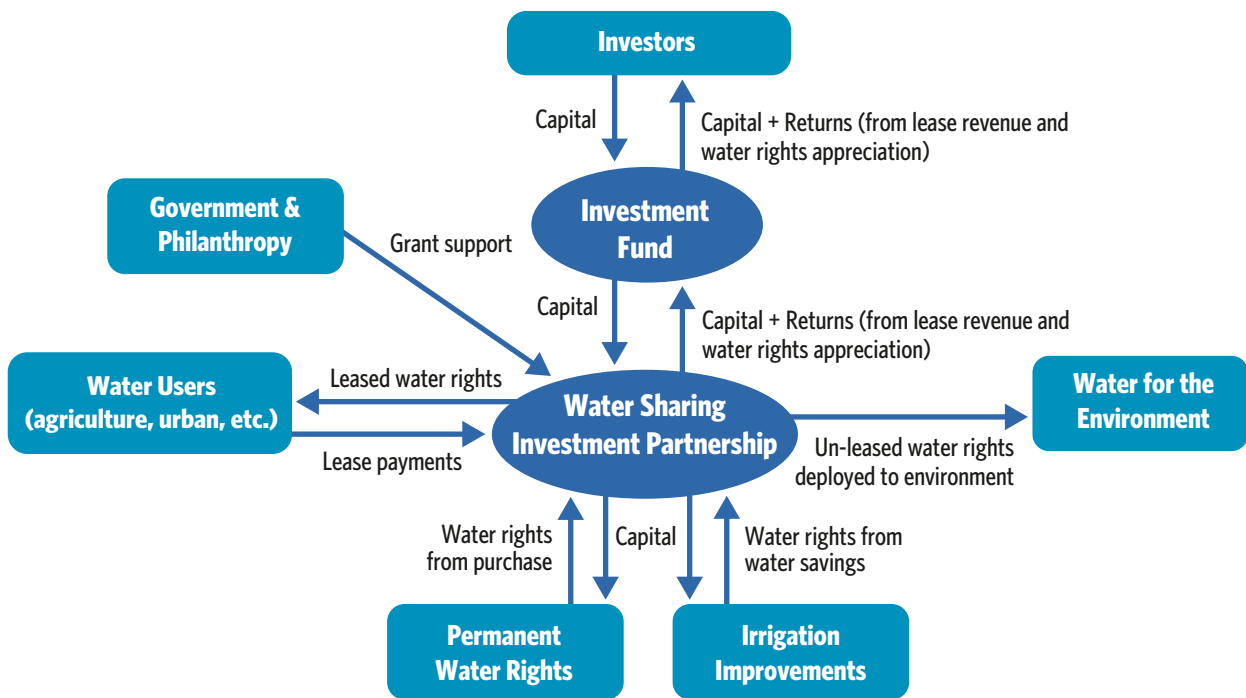 Investors
Capital
Capital + Returns (from lease revenue and
water rights appreciation)
Government &
Philanthropy
Grant support
Investment
Fund
Capital
Capital + Returns (from lease revenue and
water rights appreciation)
Water Users
(agriculture, urban, etc.)
Leased water rights
Lease payments
Water Sharing
Investment Partnership
Water for the
Environment
Un-leased water rights
deployed to environment
Water rights
from purchase
Capital
Water rights from
water savings
Permanent
Water Rights
Irrigation
Improvements